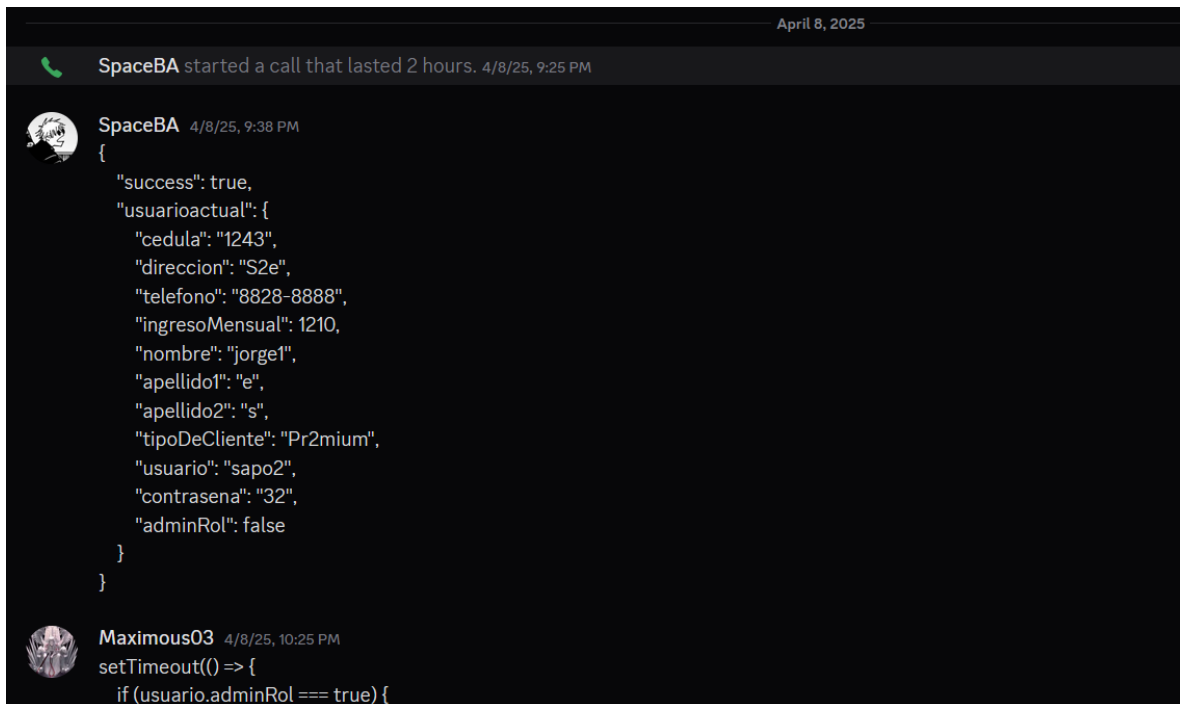 April 8, 2025
SpaceBA started a call that lasted 2 hours. 4/8/25, 9:25 PM
SpaceBA 4/8/25, 9:38 PM
{
"success": true,
"usuarioactual": {
"cedula": "1243",
"direccion": "S2e",
"telefono": "8828-8888",
"ingresoMensual": 1210,
"nombre": "jorge1",
"apellido1": "e",
"apellido2": "s",
"tipoDeCliente": "Pr2mium",
"usuario": "sapo2",
"contrasena": "32",
"adminRol": false
}
}
Maximous03 4/8/25, 10:25 PM
setTimeout(() => {
if (usuario.adminRol === true) {